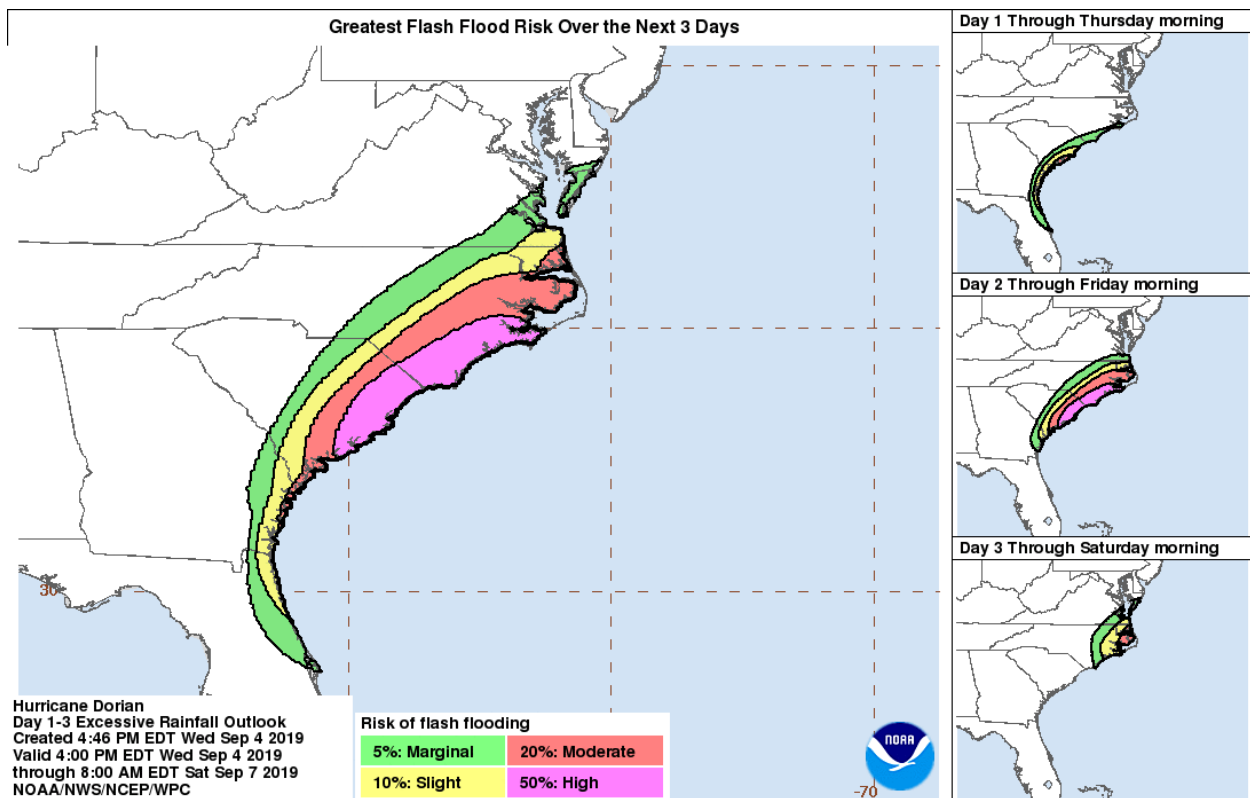 Greatest Flash Flood Risk Over the Next 3 Days
30
-70
Hurricane Dorian
Day 1-3 Excessive Rainfall Outlook
Created 4:46 PM EDT Wed Sep 4 2019
Valid 4:00 PM EDT Wed Sep 4 2019
through 8:00 AM EDT Sat Sep 7 2019
NOAA/NWS/NCEP/WPC
Risk of flash flooding
5%: Marginal
20%: Moderate
10%: Slight
50%: High
NOAA
Day 1 Through Thursday morning
Day 2 Through Friday morning
Day 3 Through Saturday morning